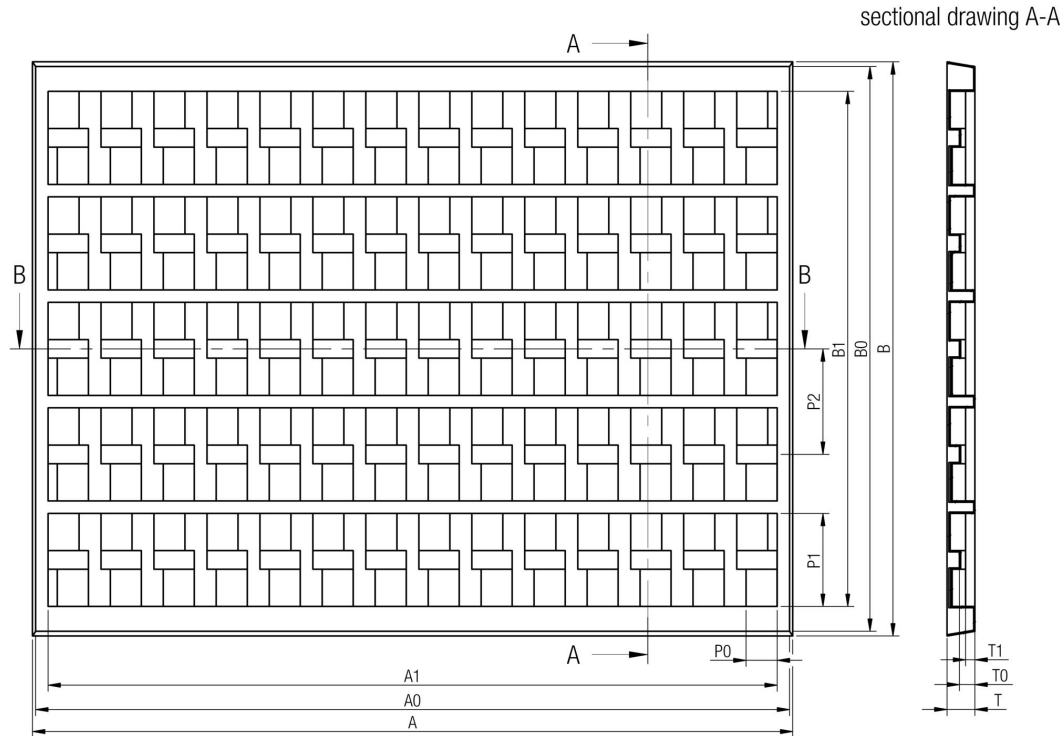 sectional drawing A-A
A
B
B
B1
B0
B
P2
P1
A
P0
T1
A1
T0
A0
T
A